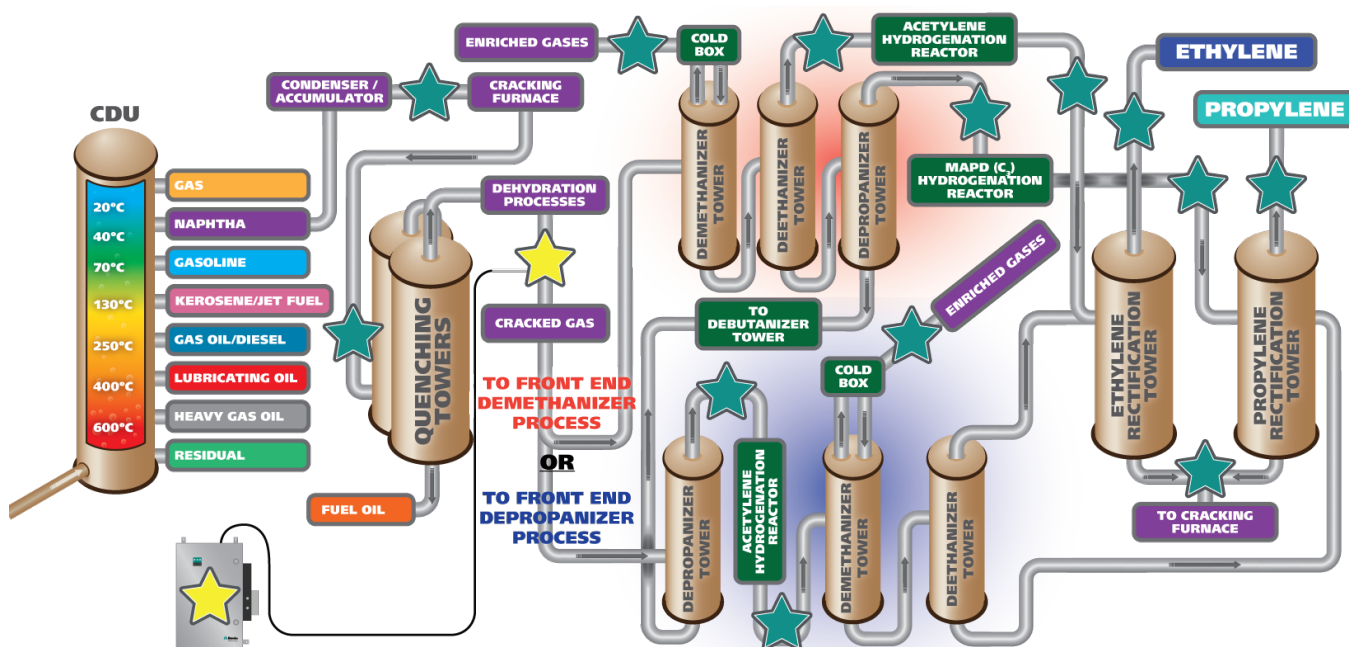 ENRICHED GASES
COLD
BOX
ACETYLENE
HYDROGENATION
REACTOR
ETHYLENE
CONDENSER /
ACCUMULATOR
CRACKING
FURNACE
PROPYLENE
CDU
GAS
20°C
NAPHTHA
40°C
GASOLINE
70°C
KEROSENE/JET FUEL
130°C
GAS OIL/DIESEL
250°C
LUBRICATING OIL
400°C
HEAVY GAS OIL
600°C
RESIDUAL
DEHYDRATION
PROCESSES
QUENCHING
TOWERS
FUEL OIL
CRACKED GAS
TO FRONT END
DEMETHANIZER
PROCESS
OR
TO FRONT END
DEPROPANIZER
PROCESS
DEMETHANIZER
TOWER
DEETHANIZER
TOWER
DEPROPANIZER
TOWER
MAPD (C3)
HYDROGENATION
REACTOR
TO
DEBUTANIZER
TOWER
ENRICHED GASES
COLD
BOX
DEPROPANIZER
TOWER
ACETYLENE
HYDROGENATION
REACTOR
DEMETHANIZER
TOWER
DEETHANIZER
TOWER
ETHYLENE
RECTIFICATION
TOWER
PROPYLENE
RECTIFICATION
TOWER
TO CRACKING
FURNACE